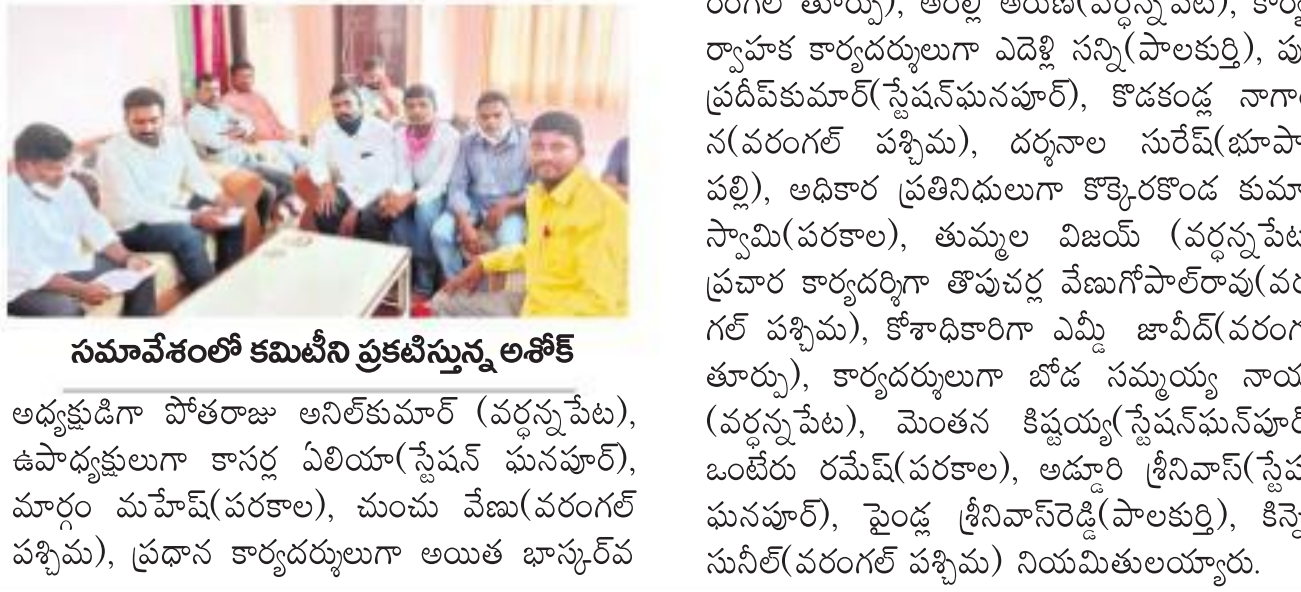 సమావేశంలో కమిటీని ప్రకటిస్తున్న అశోక్
అధ్యక్షుడిగా పోతరాజు అనిల్‌కుమార్ (వర్ధన్నపేట),
ఉపాధ్యక్షులుగా కాసర్ల ఏలియా(స్టేషన్ ఘనపూర్),
మార్గం మహేష్(పరకాల), చుంచు వేణు(వరంగల్
పశ్చిమ), ప్రధాన కార్యదర్శులుగా అయిత భాస్కర్‌వ
రంగల్ తూర్పు), అరెల్లి అరుణ్(వర్ధన్నపేట),
ర్వాహక కార్యదర్శులుగా ఎదెళ్లి సన్ని(పాలకుర్తి),
ప్రదీప్‌కుమార్(స్టేషన్‌ఘనపూర్), కొడకండ్ల
న(వరంగల్ పశ్చిమ), దర్శనాల సురేష్(భూపా
పల్లి), అధికార ప్రతినిధులుగా కొక్కెరకొండ కుమా
స్వామి(పరకాల), తుమ్మల విజయ్ (వర్ధన్నపేట
ప్రచార కార్యదర్శిగా తొపుచర్ల వేణుగోపాల్‌రావు(వర
గల్ పశ్చిమ), కోశాధికారిగా ఎమ్డీ జావీద్(వరంగ
తూర్పు), కార్యదర్శులుగా బోడ సమ్మయ్య నాయ
(వర్ధన్నపేట), మెంతన కిష్టయ్య(స్టేషన్‌ఘన్‌పూర్
ఒంటేరు రమేష్(పరకాల), అడ్డూరి శ్రీనివాస్(స్టేష
ఘనపూర్), పైండ్ల శ్రీనివాస్‌రెడ్డి(పాలకుర్తి), కిన్నె
సునీల్(వరంగల్ పశ్చిమ) నియమితులయ్యారు.